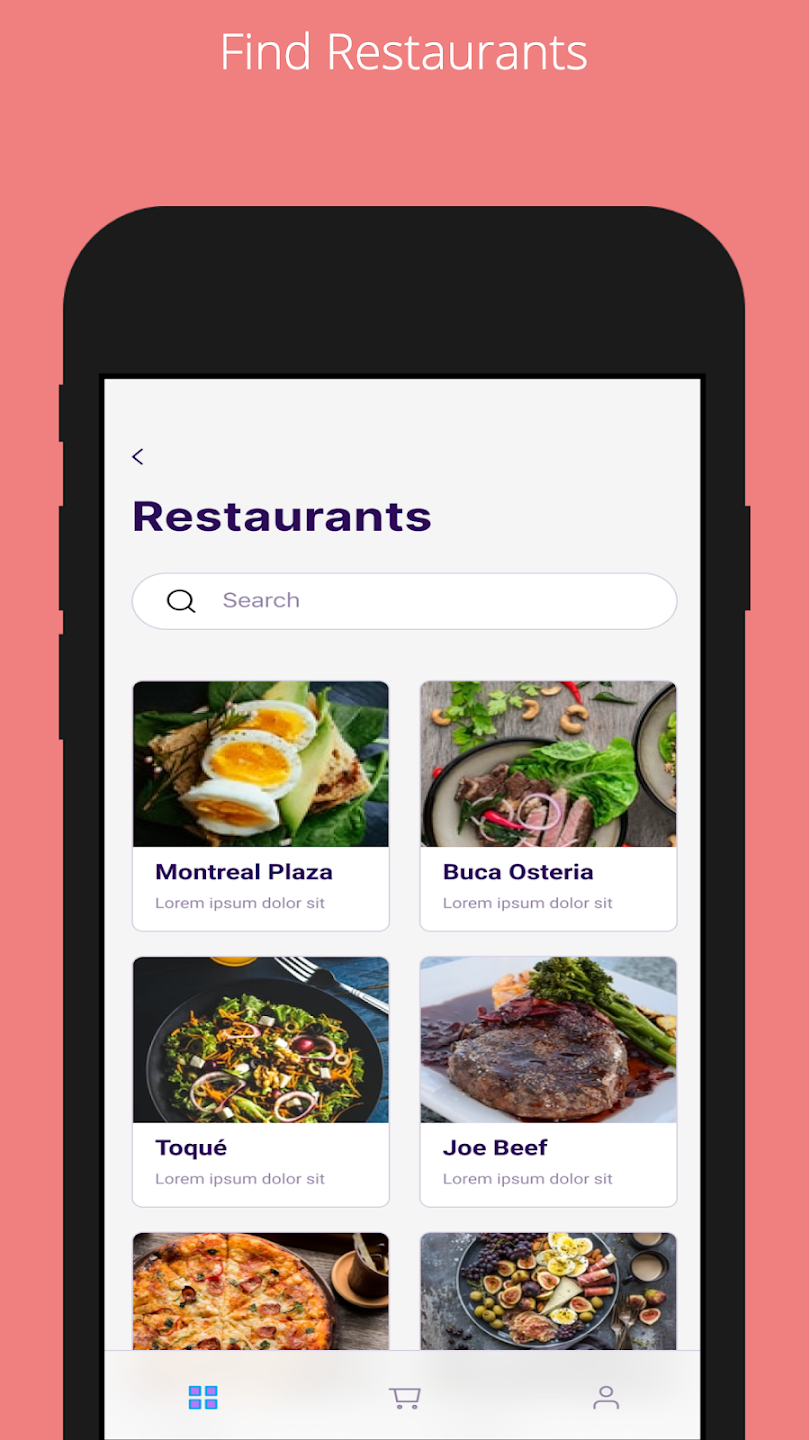 Find Restaurants
Restaurants
Search
Montreal Plaza
Lorem ipsum dolor sit
Buca Osteria
Lorem ipsum dolor sit
Toqué
Lorem ipsum dolor sit
Joe Beef
Lorem ipsum dolor sit